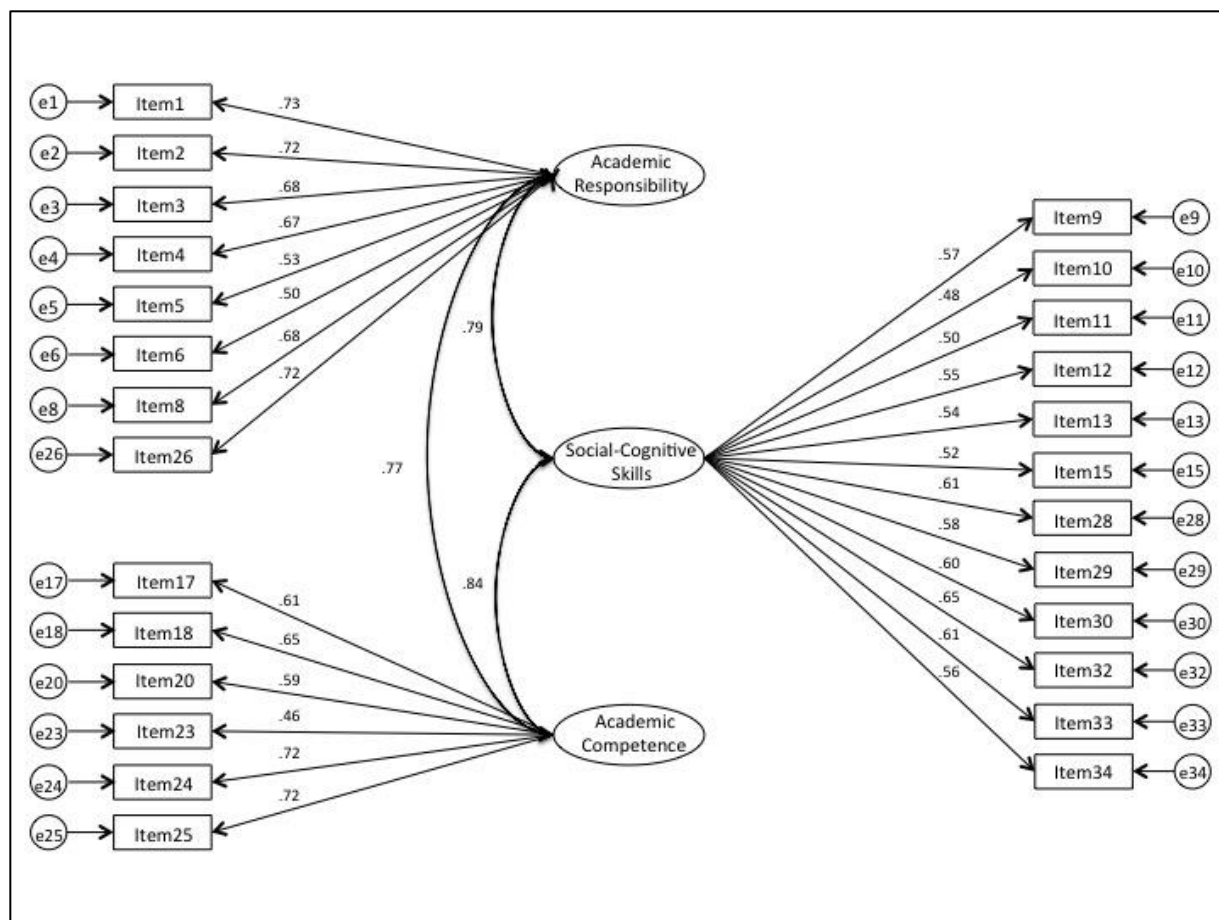 e1 Item1 .73
e2 Item2 .72
e3 Item3 .68
e4 Item4 .67
e5 Item5 .53
e6 Item6 .50
e8 Item8 .68
e26 Item26 .72
Academic
Responsibility
.79
.77
Social-Cognitive
Skills
.84
e17 Item17 .61
e18 Item18 .65
e20 Item20 .59
e23 Item23 .46
e24 Item24 .72
e25 Item25 .72
Academic
Competence
.57 Item9 e9
.48 Item10 e10
.50 Item11 e11
.55 Item12 e12
.54 Item13 e13
.52 Item15 e15
.61 Item28 e28
.58 Item29 e29
.60 Item30 e30
.65 Item32 e32
.61 Item33 e33
.56 Item34 e34